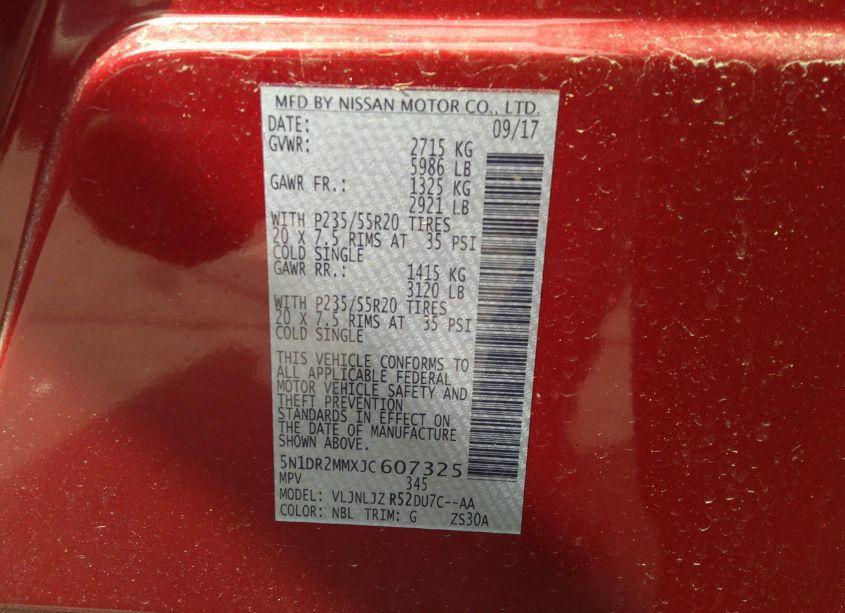 MFD BY NISSAN MOTOR CO., LTD.
DATE: 09/17
GVWR: 2715 KG
5986 LB
GAWR FR.: 1325 KG
2921 LB
WITH P235/55R20 TIRES
20 X 7.5 RIMS AT 35 PSI
COLD SINGLE
GAWR RR.: 1415 KG
3120 LB
WITH P235/55R20 TIRES
20 X 7.5 RIMS AT 35 PSI
COLD SINGLE
THIS VEHICLE CONFORMS TO
ALL APPLICABLE FEDERAL
MOTOR VEHICLE SAFETY AND
THEFT PREVENTION
STANDARDS IN EFFECT ON
THE DATE OF MANUFACTURE
SHOWN ABOVE.
5N1DR2MMXJC607325
MPV 345
MODEL: VLJNLJZ R52DU7C--AA
COLOR: NBL TRIM: G ZS30A